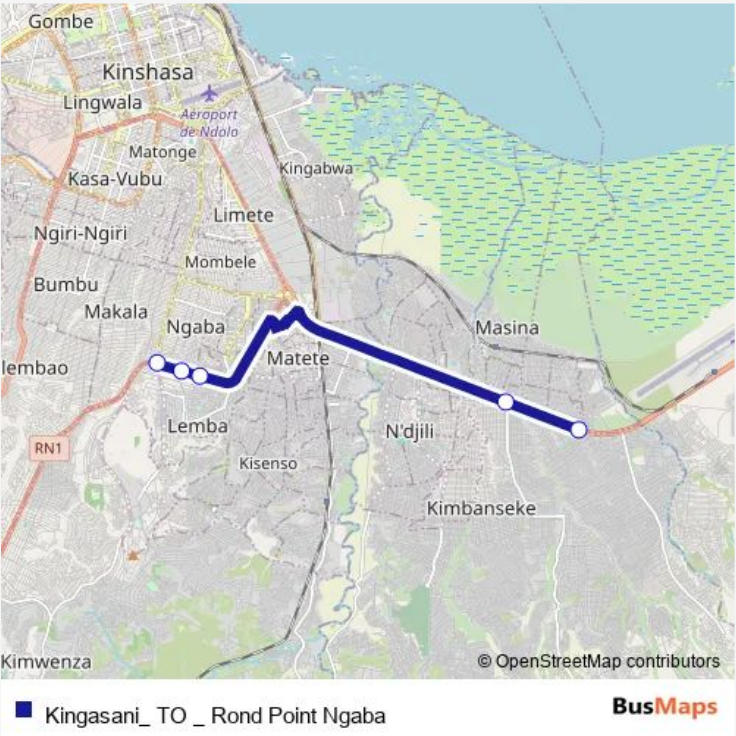 Gombe
Kinshasa
Lingwala
Aéroport
de Ndolo
Matonge
Kingabwa
Kasa-Vubu
Limete
Ngiri-Ngiri
Mombele
Bumbu
Makala
Ngaba
Masina
Matete
lembao
Lemba
N'djili
RN1
Kisenso
Kimbanseke
Kimwenza
© OpenStreetMap contributors
Kingasani_ TO _ Rond Point Ngaba
BusMaps